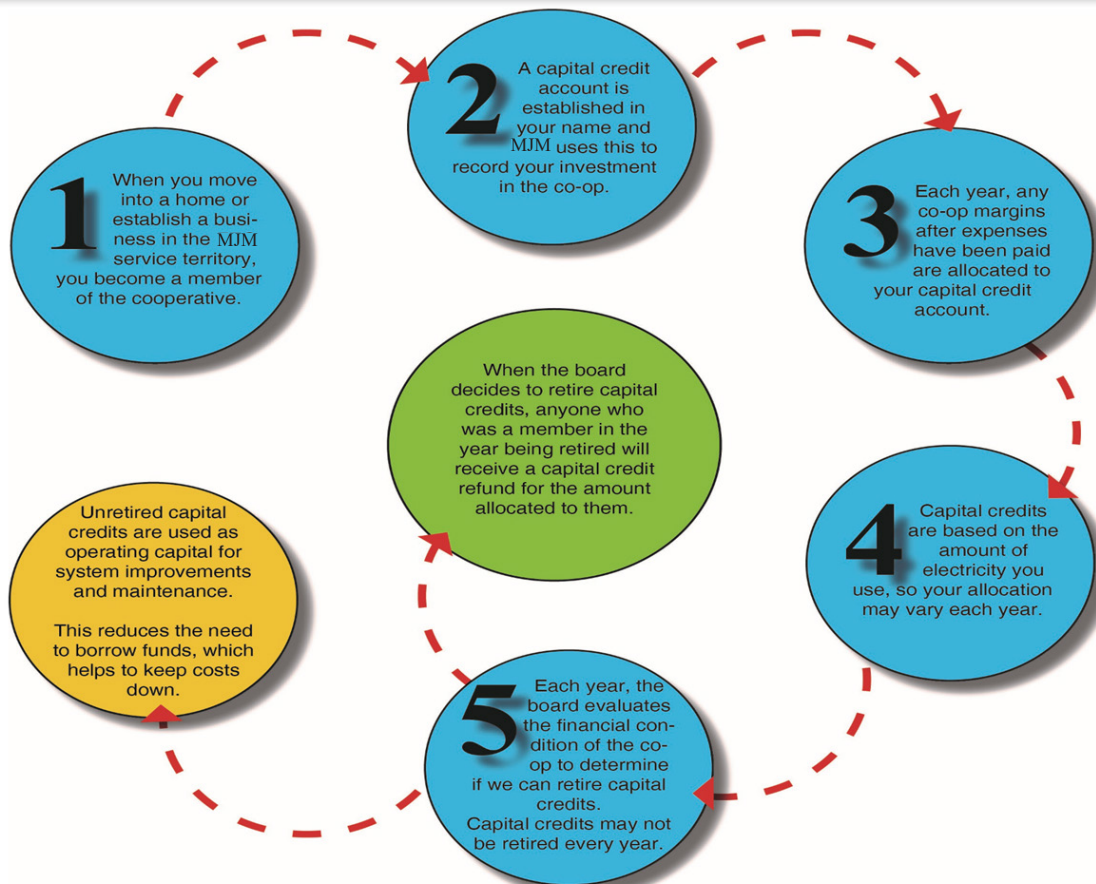 1
When you move
into a home or
establish a busi-
ness in the MJM
service territory,
you become a member
of the cooperative.
2
A capital credit
account is
established in
your name and
MJM uses this to
record your investment
in the co-op.
3
Each year, any
co-op margins
after expenses
have been paid
are allocated to
your capital credit
account.
4
Capital credits
are based on the
amount of
electricity you
use, so your allocation
may vary each year.
5
Each year, the
board evaluates
the financial con-
dition of the co-
op to determine
if we can retire capital
credits.
Capital credits may not
be retired every year.
When the board
decides to retire capital
credits, anyone who
was a member in the
year being retired will
receive a capital credit
refund for the amount
allocated to them.
Unretired capital
credits are used as
operating capital for
system improvements
and maintenance.
This reduces the need
to borrow funds, which
helps to keep costs
down.